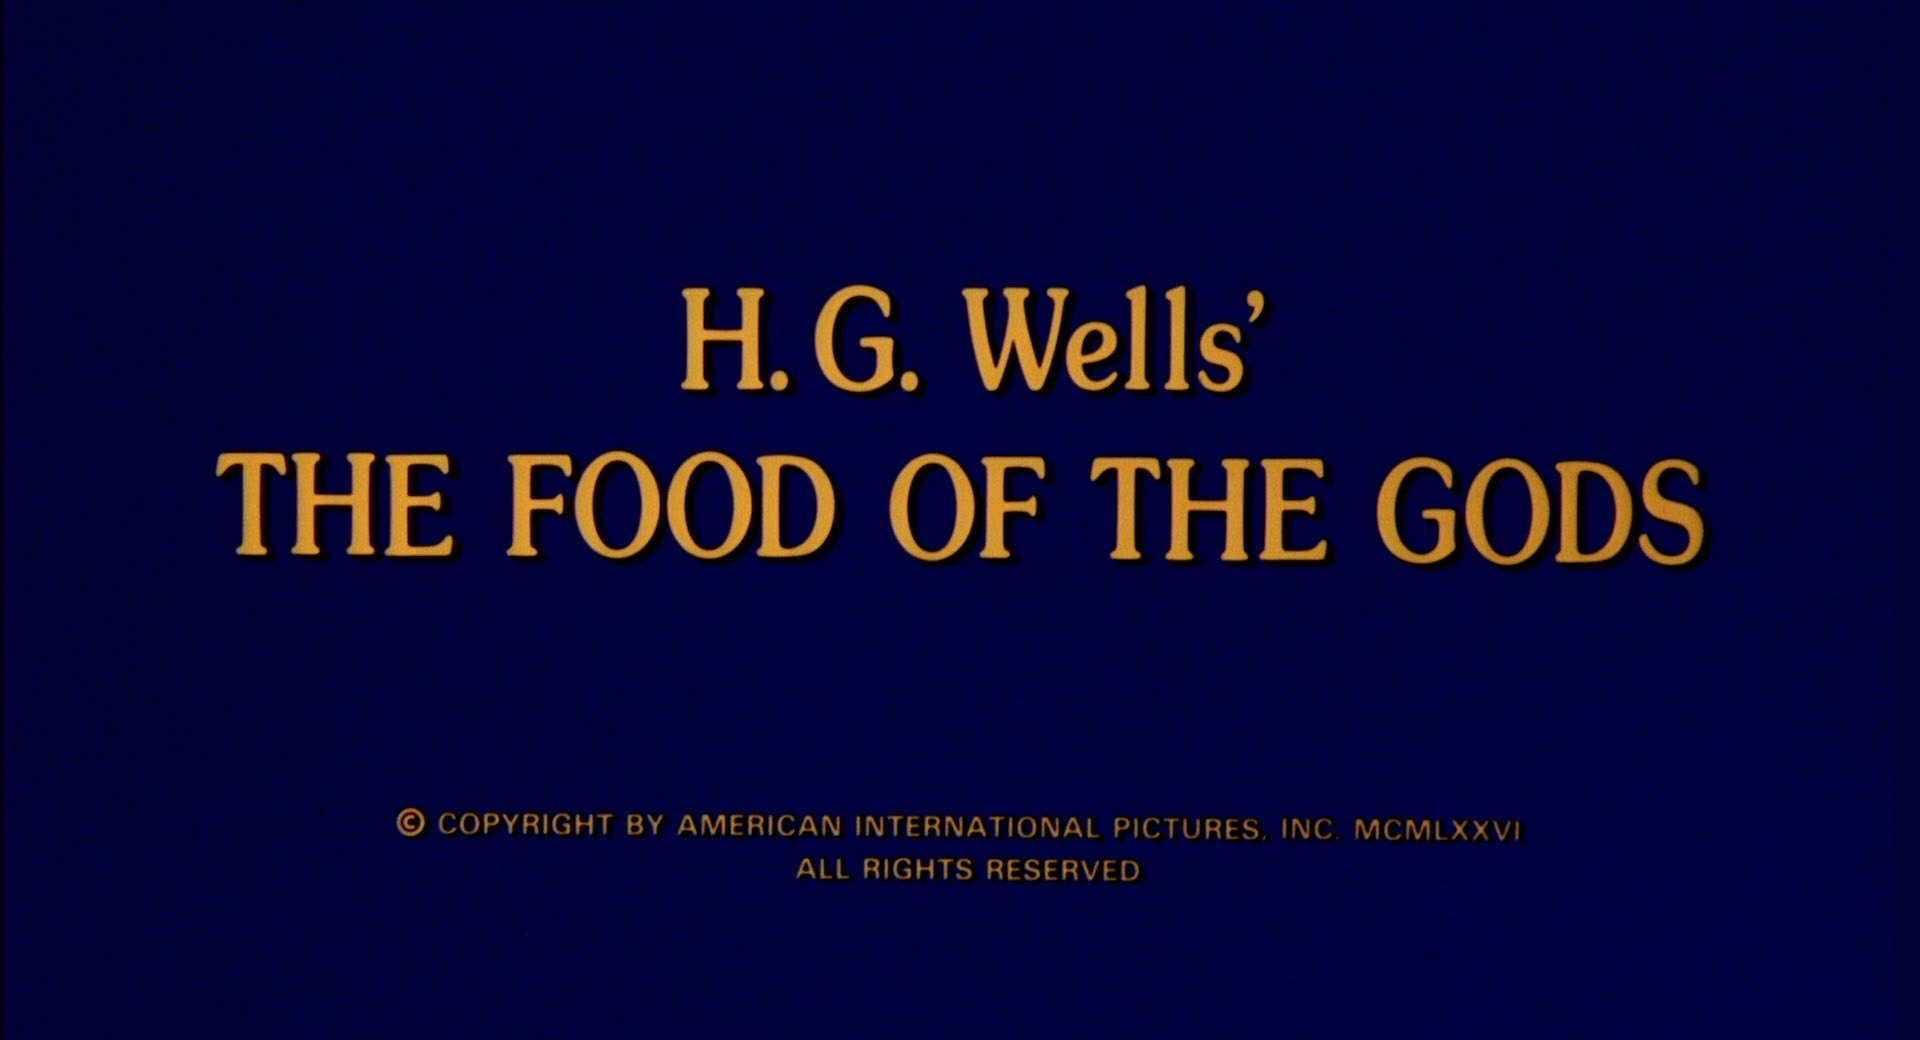 H. G. Wells’
THE FOOD OF THE GODS
© COPYRIGHT BY AMERICAN INTERNATIONAL PICTURES, INC. MCMLXXVI
ALL RIGHTS RESERVED